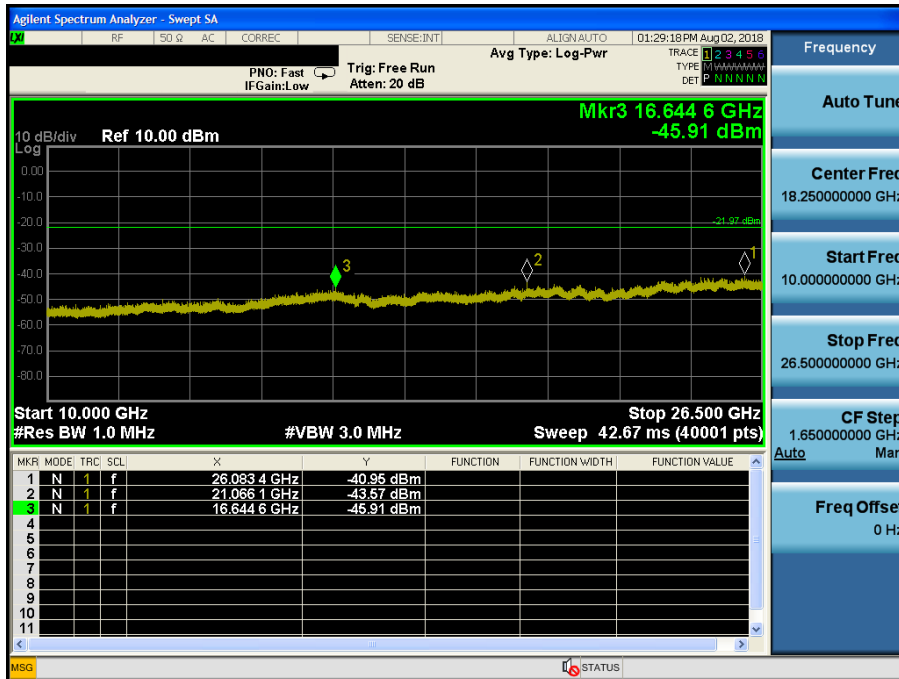 Agilent Spectrum Analyzer - Swept SA
LXI RF 50 Ω AC CORREC SENSE:INT ALIGN AUTO 01:29:18 PM Aug 02, 2018
Avg Type: Log-Pwr TRACE 1 2 3 4 5 6
PNO: Fast Trig: Free Run TYPE M W W W W W
IFGain:Low Atten: 20 dB DET P N N N N N
Mkr3 16.644 6 GHz
-45.91 dBm
10 dB/div Ref 10.00 dBm
Log
0.00
-10.0
-20.0
-21.97 dBm
-30.0
1
2
3
-40.0
-50.0
-60.0
-70.0
-80.0
Start 10.000 GHz Stop 26.500 GHz
#Res BW 1.0 MHz #VBW 3.0 MHz Sweep 42.67 ms (40001 pts)
MKR MODE TRC SCL X Y FUNCTION FUNCTION WIDTH FUNCTION VALUE
1 N 1 f 26.083 4 GHz -40.95 dBm
2 N 1 f 21.066 1 GHz -43.57 dBm
3 N 1 f 16.644 6 GHz -45.91 dBm
4
5
6
7
8
9
10
11
MSG STATUS
Frequency
Auto Tune
Center Freq
18.250000000 GHz
Start Freq
10.000000000 GHz
Stop Freq
26.500000000 GHz
CF Step
1.650000000 GHz
Auto Man
Freq Offset
0 Hz